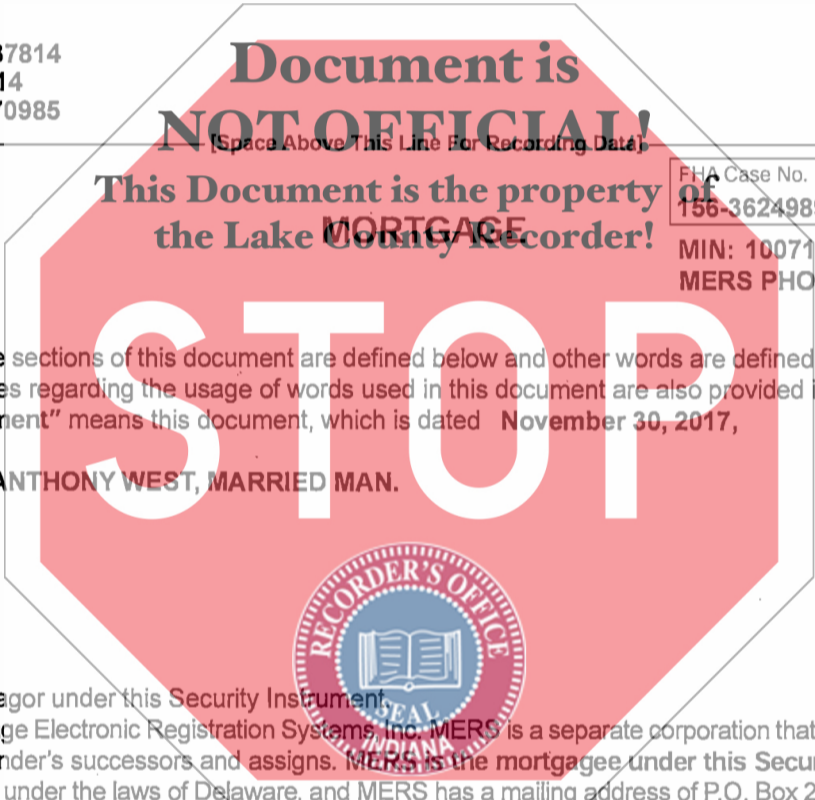 7814
14
0985
Document is
NOT OFFICIAL!
[Space Above This Line For Recording Data]
This Document is the property of
the Lake County Recorder!
FHA Case No.
156-362498
MORTGAGE
MIN: 10071
MERS PHO
STOP
sections of this document are defined below and other words are defined
es regarding the usage of words used in this document are also provided
ment” means this document, which is dated November 30, 2017,
ANTHONY WEST, MARRIED MAN.
RECORDER'S OFFICE
SEAL
INDIANA
agor under this Security Instrument.
ge Electronic Registration Systems, Inc. MERS is a separate corporation that
nder's successors and assigns. MERS is the mortgagee under this Secu
under the laws of Delaware, and MERS has a mailing address of P.O. Box 2